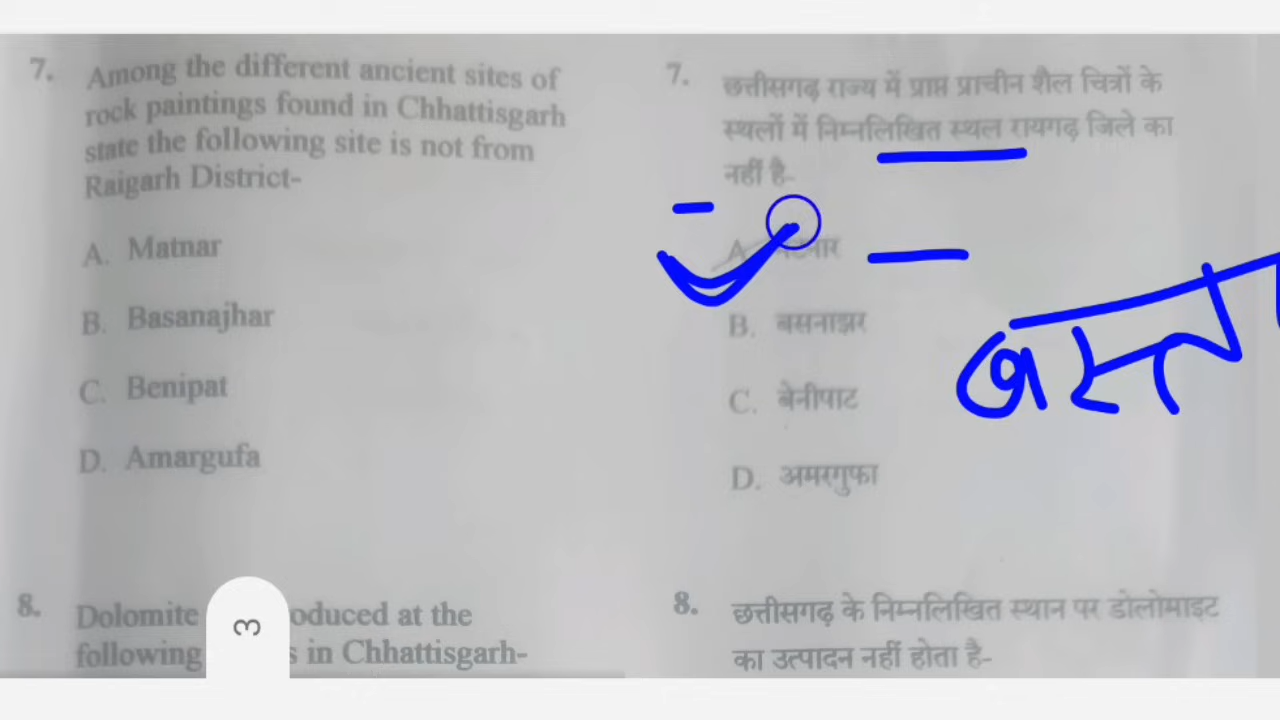 7. Among the different ancient sites of
rock paintings found in Chhattisgarh
state the following site is not from
Raigarh District-
A. Matnar
B. Basanajhar
C. Benipat
D. Amargufa
8. Dolomite
following s in Chhattisgarh-
oduced at the
3
7. छत्तीसगढ़ राज्य में प्राप्त प्राचीन शैल चित्रों के
स्थलों में निम्नलिखित स्थल रायगढ़ जिले का
नहीं है-
A
B. बसनाझर
C. बेनीपाट
D. अमरगुफा
बस्त
8. छत्तीसगढ़ के निम्नलिखित स्थान पर डोलोमाइट
का उत्पादन नहीं होता है-